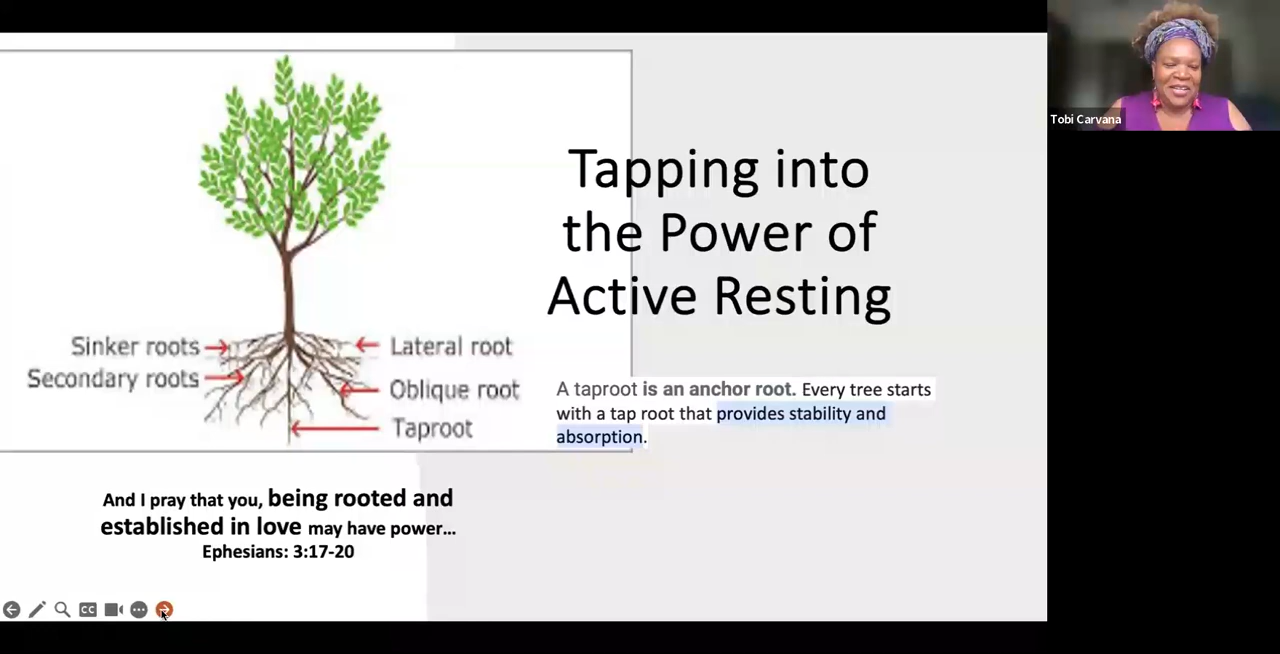 Tobi Carvana
Tapping into
the Power of
Active Resting
Sinker roots
Secondary roots
Lateral root
Oblique root
Taproot
A taproot is an anchor root. Every tree starts
with a tap root that provides stability and
absorption.
And I pray that you, being rooted and
established in love may have power...
Ephesians: 3:17-20
CC